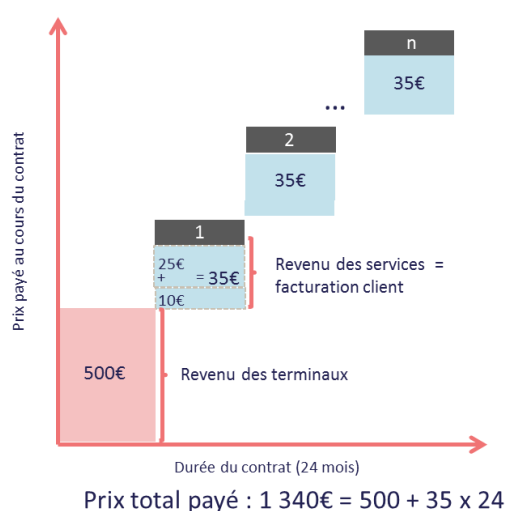 n
35€
...
2
35€
1
25€
+
= 35€
10€
Revenu des services =
facturation client
500€
Revenu des terminaux
Prix payé au cours du contrat
Durée du contrat (24 mois)
Prix total payé : 1 340€ = 500 + 35 x 24